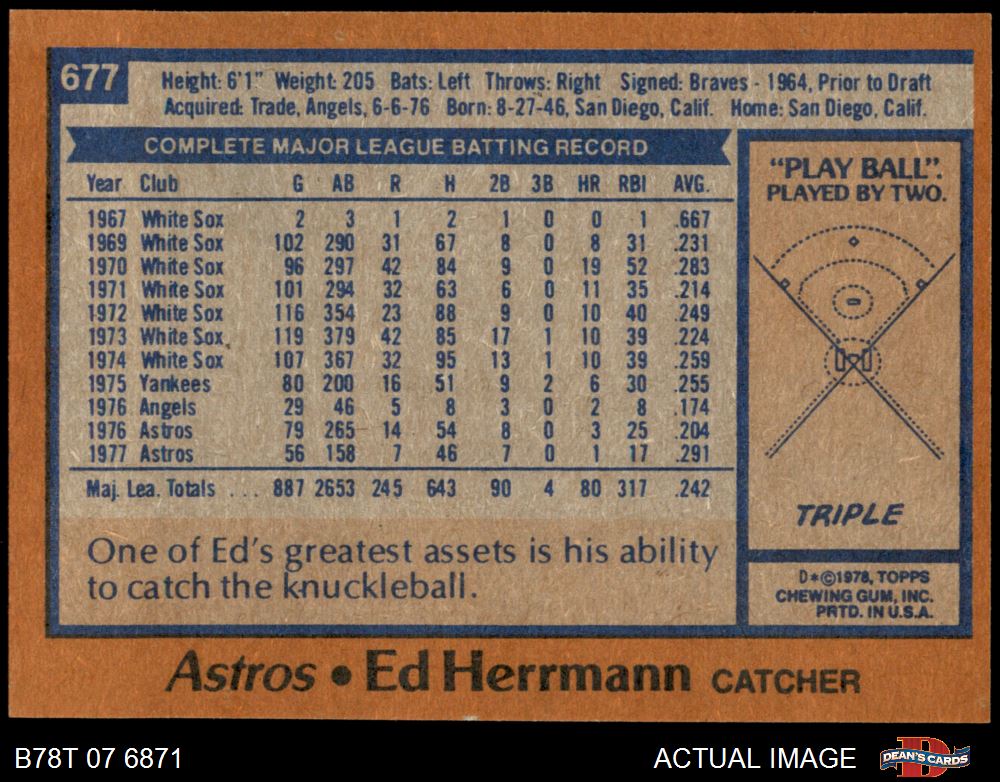 677
Height: 6'1" Weight: 205 Bats: Left Throws: Right Signed: Braves - 1964, Prior to Draft
Acquired: Trade, Angels, 6-6-76 Born: 8-27-46, San Diego, Calif. Home: San Diego, Calif.
COMPLETE MAJOR LEAGUE BATTING RECORD
Year Club G AB R H 2B 3B HR RBI AVG.
1967 White Sox 2 3 1 2 1 0 0 1 .667
1969 White Sox 102 290 31 67 8 0 8 31 .231
1970 White Sox 96 297 42 84 9 0 19 52 .283
1971 White Sox 101 294 32 63 6 0 11 35 .214
1972 White Sox 116 354 23 88 9 0 10 40 .249
1973 White Sox 119 379 42 85 17 1 10 39 .224
1974 White Sox 107 367 32 95 13 1 10 39 .259
1975 Yankees 80 200 16 51 9 2 6 30 .255
1976 Angels 29 46 5 8 3 0 2 8 .174
1976 Astros 79 265 14 54 8 0 3 25 .204
1977 Astros 56 158 7 46 7 0 1 17 .291
Maj. Lea. Totals ... 887 2653 245 643 90 4 80 317 .242
One of Ed's greatest assets is his ability
to catch the knuckleball.
"PLAY BALL".
PLAYED BY TWO.
TRIPLE
D*©1978, TOPPS
CHEWING GUM, INC.
PRTD. IN U.S.A.
Astros • Ed Herrmann CATCHER
B78T 07 6871
ACTUAL IMAGE
DEAN'S CARDS